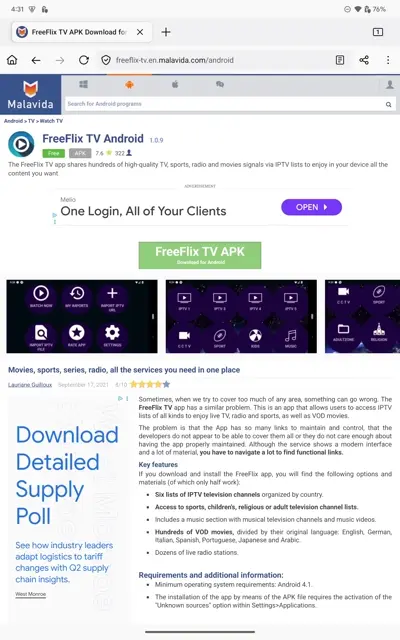 4:31
76%
FreeFlix TV APK Download for
1
freeflix-tv.en.malavida.com/android
Malavida
Search for Android programs
Android > TV > Watch TV
FreeFlix TV Android 1.0.9
Free APK 7.6 322
The FreeFlix TV app shares hundreds of high-quality TV, sports, radio and movies signals via IPTV lists to enjoy in your device all the
content you want
ADVERTISEMENT
Melio
One Login, All of Your Clients
OPEN
FreeFlix TV APK
Download for Android
WATCH NOW
MY FAVORITES
IMPORT IPTV URL
IMPORT IPTV FILE
RATE APP
SETTINGS
IPTV 1
IPTV 2
IPTV 3
IPTV 4
CCTV
SPORT
KIDS
MUSIC
CCTV
SPORT
ADULTZONE
RELIGION
Movies, sports, series, radio, all the services you need in one place
Lauriane Guilloux September 17, 2021 8/10
Download
Detailed
Supply
Poll
See how industry leaders
adapt logistics to tariff
changes with Q2 supply
chain insights.
West Monroe
Sometimes, when we try to cover too much of any area, something can go wrong. The
FreeFlix TV app has a similar problem. This is an app that allows users to access IPTV
lists of all kinds to enjoy live TV, radio and sports, as well as VOD movies.
The problem is that the App has so many links to maintain and control, that the
developers do not appear to be able to cover them all or they do not care enough about
having the app properly maintained. Although the service shows a modern interface
and a lot of material, you have to navigate a lot to find functional links.
Key features
If you download and install the FreeFlix app, you will find the following options and
materials (of which only half work):
• Six lists of IPTV television channels organized by country.
• Access to sports, children's, religious or adult television channel lists.
• Includes a music section with musical television channels and music videos.
• Hundreds of VOD movies, divided by their original language: English, German,
Italian, Spanish, Portuguese, Japanese and Arabic.
• Dozens of live radio stations.
Requirements and additional information:
• Minimum operating system requirements: Android 4.1.
• The installation of the app by means of the APK file requires the activation of the
"Unknown sources" option within Settings>Applications.